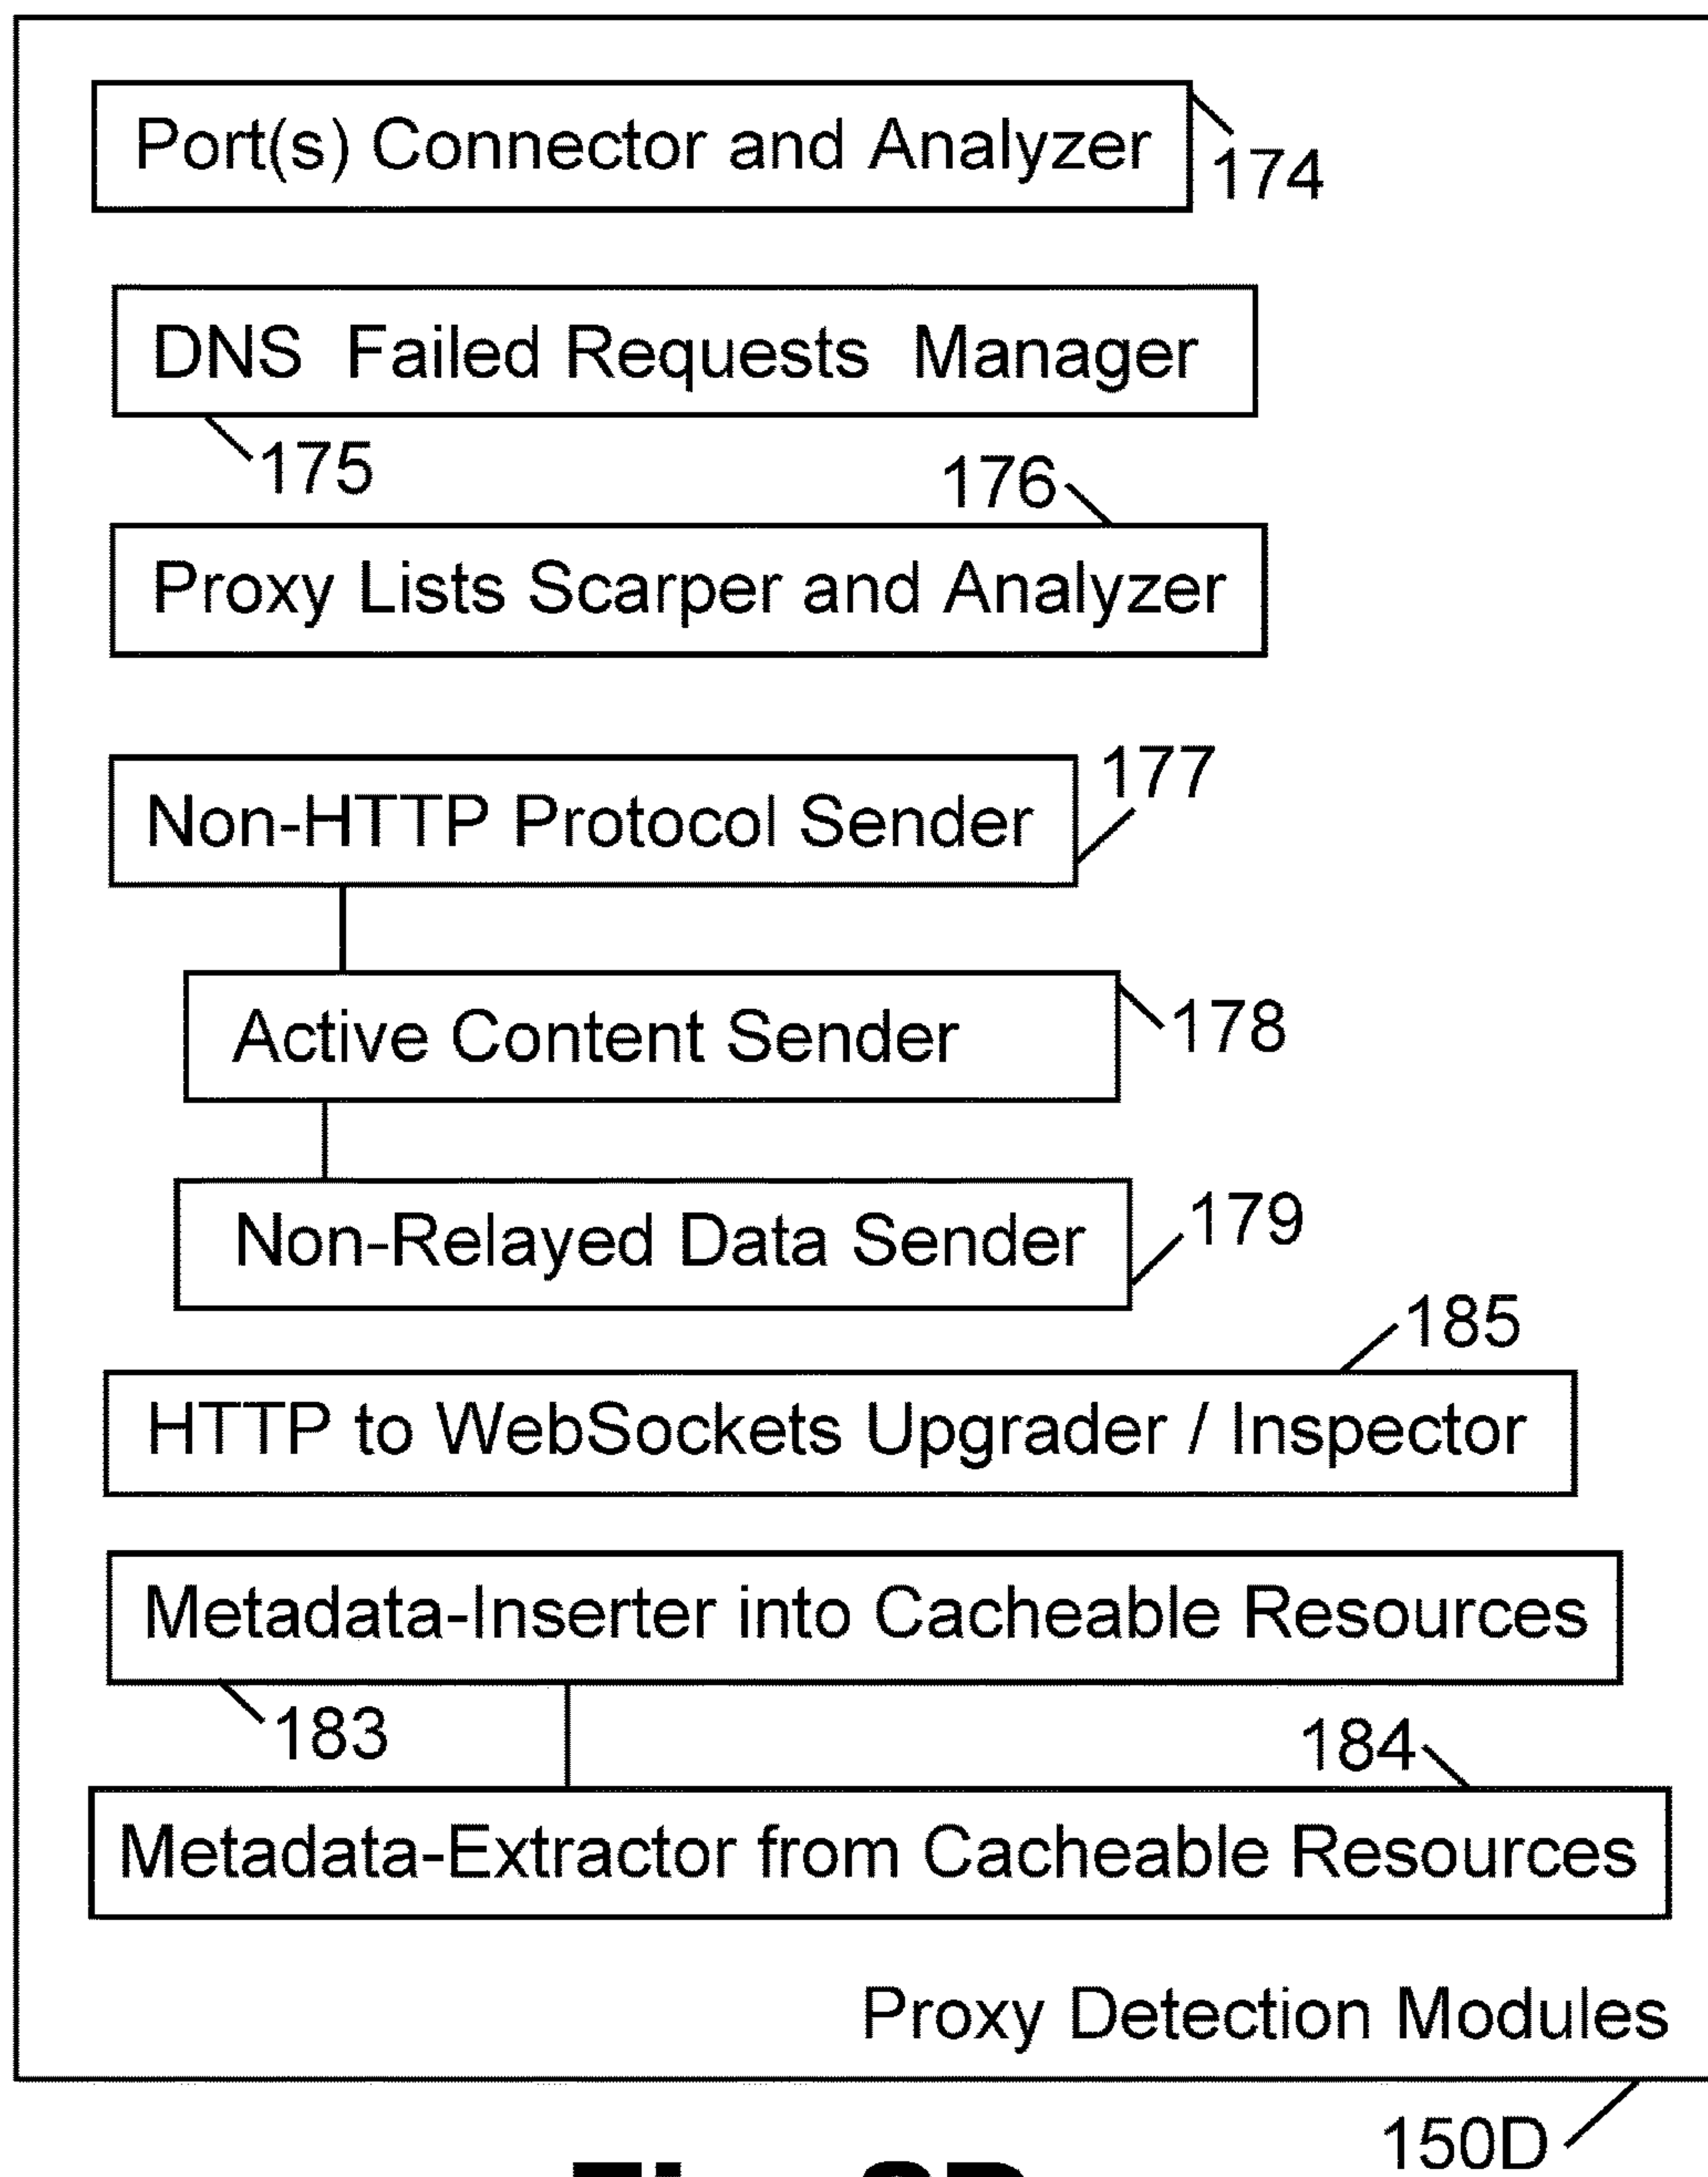 Port(s) Connector and Analyzer
174
DNS Failed Requests Manager
175
176
Proxy Lists Scarper and Analyzer
177
Non-HTTP Protocol Sender
Active Content Sender
178
Non-Relayed Data Sender
179
185
HTTP to WebSockets Upgrader / Inspector
Metadata-Inserter into Cacheable Resources
183
184
Metadata-Extractor from Cacheable Resources
Proxy Detection Modules
150D